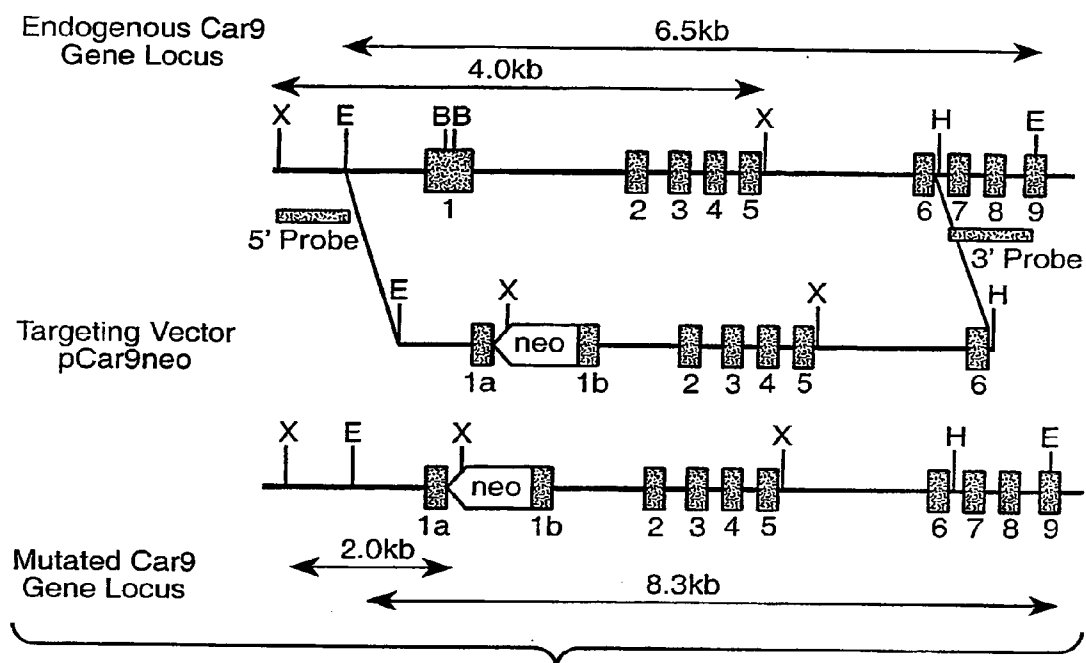 Endogenous Car9
Gene Locus
6.5kb
4.0kb
X E BB X H E
1 2 3 4 5 6 7 8 9
5' Probe
3' Probe
E X X H
Targeting Vector
pCar9neo
neo
1a 1b 2 3 4 5 6
X E X X H E
neo
1a 1b 2 3 4 5 6 7 8 9
Mutated Car9
Gene Locus
2.0kb
8.3kb